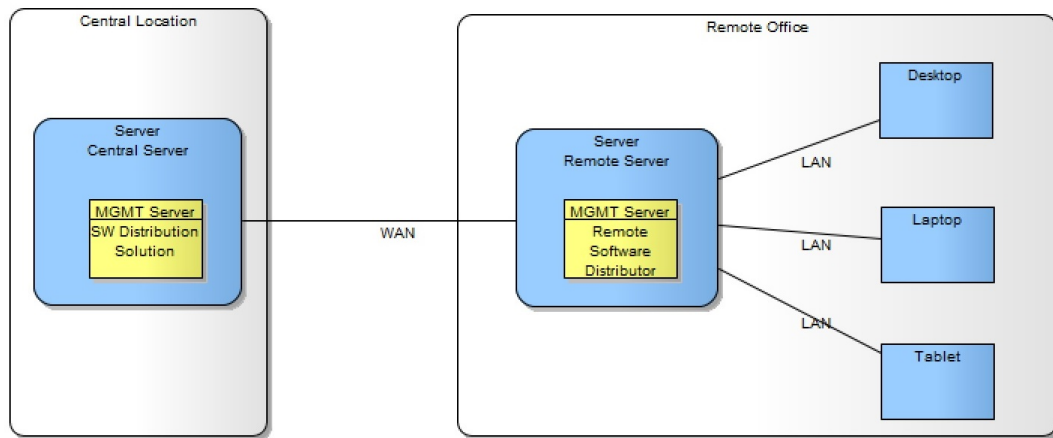 Central Location
Server
Central Server
MGMT Server
SW Distribution
Solution
WAN
Remote Office
Server
Remote Server
MGMT Server
Remote
Software
Distributor
LAN
LAN
LAN
Desktop
Laptop
Tablet